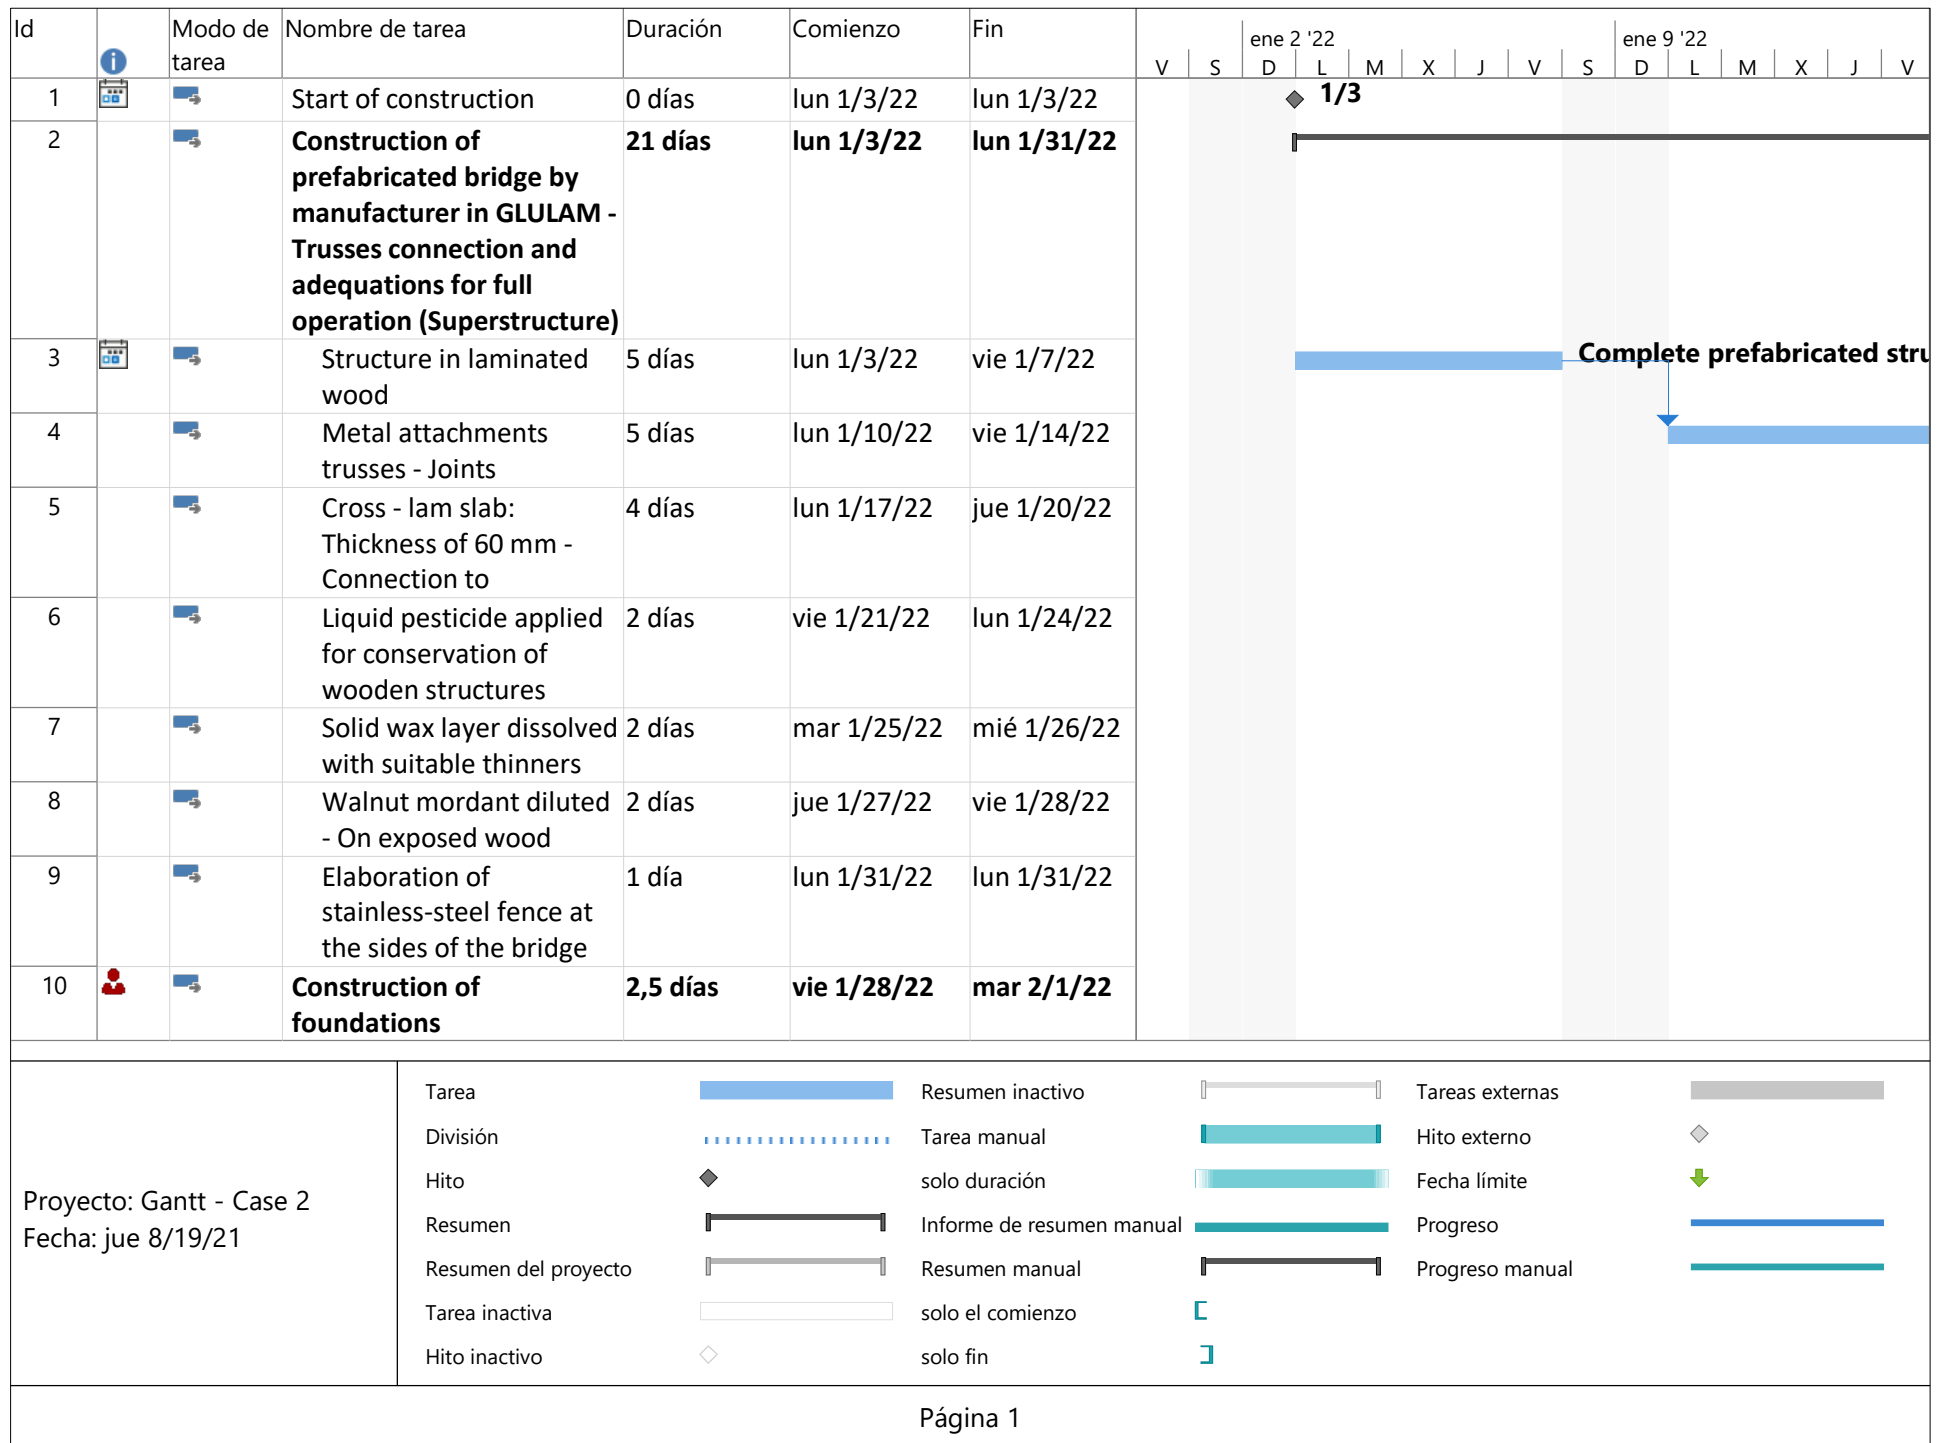 Id
Modo de tarea
Nombre de tarea
Duración
Comienzo
Fin
ene 2 '22
ene 9 '22
V S D L M X J V S D L M X J V
1 Start of construction 0 días lun 1/3/22 lun 1/3/22
1/3
2 Construction of 21 días lun 1/3/22 lun 1/31/22
prefabricated bridge by
manufacturer in GLULAM -
Trusses connection and
adequations for full
operation (Superstructure)
3 Structure in laminated 5 días lun 1/3/22 vie 1/7/22
wood
Complete prefabricated stru
4 Metal attachments 5 días lun 1/10/22 vie 1/14/22
trusses - Joints
5 Cross - lam slab: 4 días lun 1/17/22 jue 1/20/22
Thickness of 60 mm -
Connection to
6 Liquid pesticide applied 2 días vie 1/21/22 lun 1/24/22
for conservation of
wooden structures
7 Solid wax layer dissolved 2 días mar 1/25/22 mié 1/26/22
with suitable thinners
8 Walnut mordant diluted 2 días jue 1/27/22 vie 1/28/22
- On exposed wood
9 Elaboration of 1 día lun 1/31/22 lun 1/31/22
stainless-steel fence at
the sides of the bridge
10 Construction of 2,5 días vie 1/28/22 mar 2/1/22
foundations
Proyecto: Gantt - Case 2
Fecha: jue 8/19/21
Tarea
División
Hito
Resumen
Resumen del proyecto
Tarea inactiva
Hito inactivo
Resumen inactivo
Tarea manual
solo duración
Informe de resumen manual
Resumen manual
solo el comienzo
solo fin
Tareas externas
Hito externo
Fecha límite
Progreso
Progreso manual
Página 1